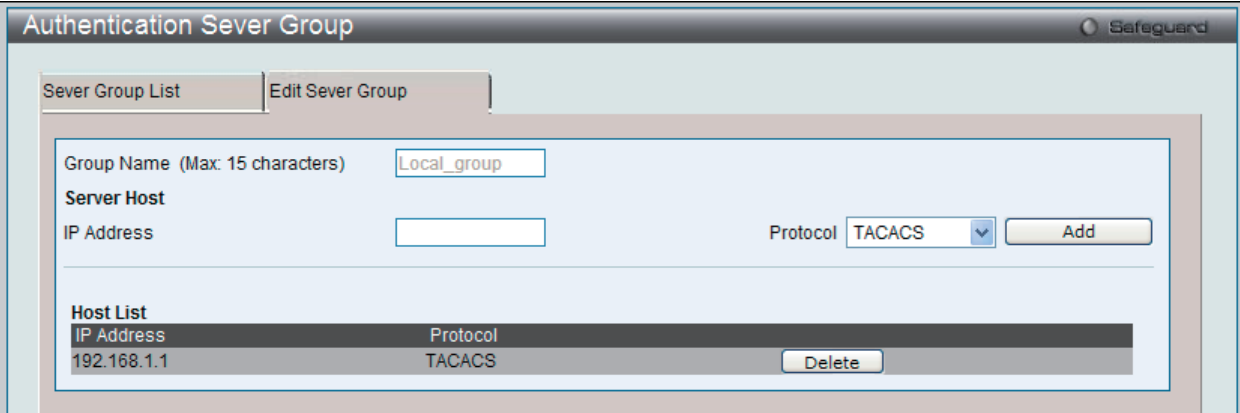 Authentication Sever Group
Safeguard
Sever Group List
Edit Sever Group
Group Name (Max: 15 characters) Local_group
Server Host
IP Address Protocol TACACS Add
Host List
IP Address Protocol
192.168.1.1 TACACS Delete